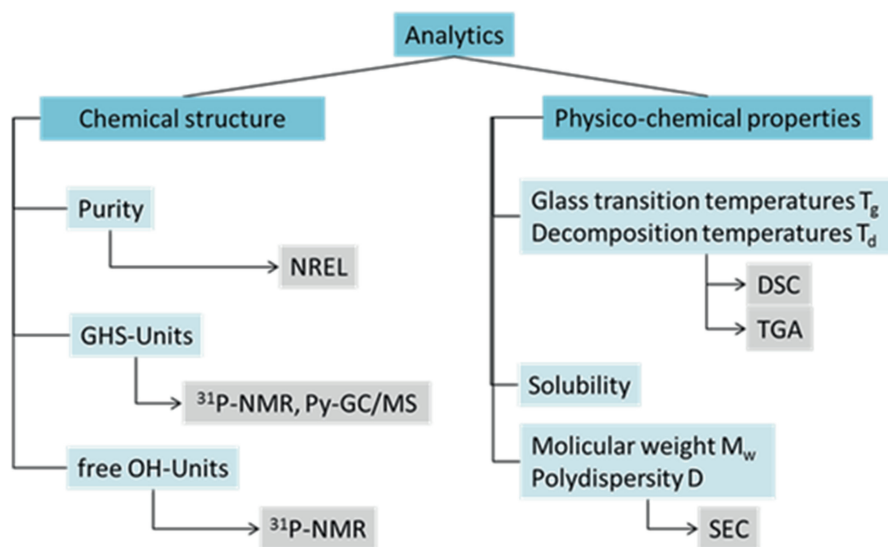 Analytics
Chemical structure
Purity
NREL
GHS-Units
³¹P-NMR, Py-GC/MS
free OH-Units
³¹P-NMR
Physico-chemical properties
Glass transition temperatures Tg
Decomposition temperatures Td
DSC
TGA
Solubility
Molicular weight Mw
Polydispersity D
SEC